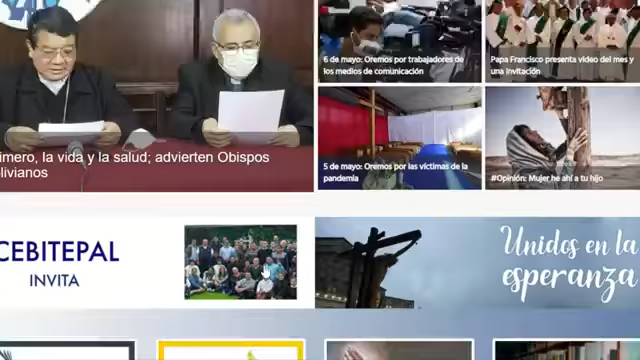 imero, la vida y la salud; advierten Obispos
livianos
6 de mayo: Oremos por trabajadores de
los medios de comunicación
Papa Francisco presenta video del mes y
una invitación
5 de mayo: Oremos por las víctimas de la
pandemia
#Opinión: Mujer he ahí a tu hijo
CEBITEPAL
INVITA
Unidos en la
esperanza